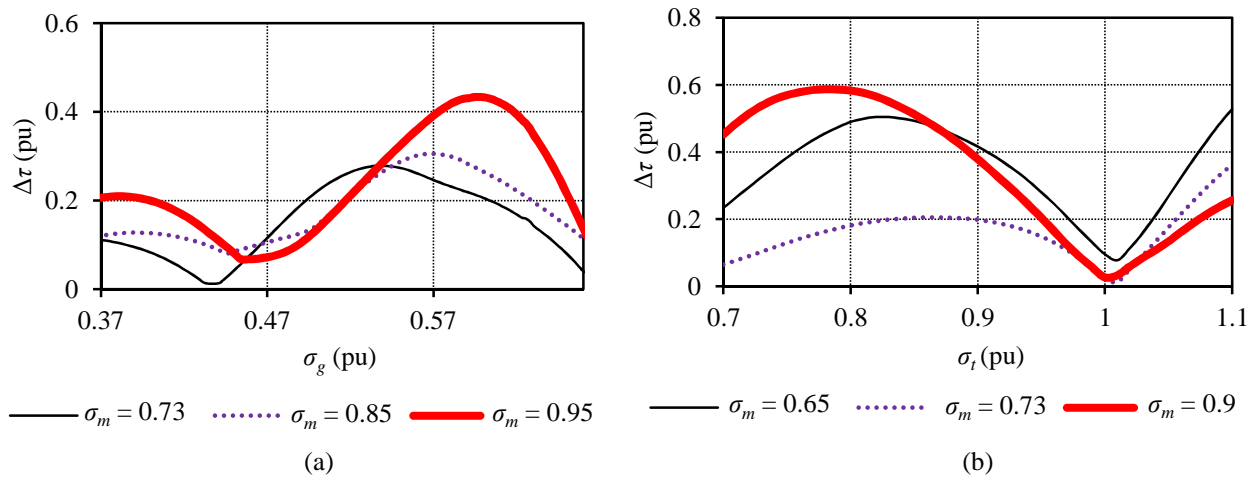 0.6
0.4
0.2
0
Δτ (pu)
0.37
0.47
0.57
σg (pu)
σm = 0.73
σm = 0.85
σm = 0.95
(a)
0.8
0.6
0.4
0.2
0
Δτ (pu)
0.7
0.8
0.9
1
1.1
σt (pu)
σm = 0.65
σm = 0.73
σm = 0.9
(b)